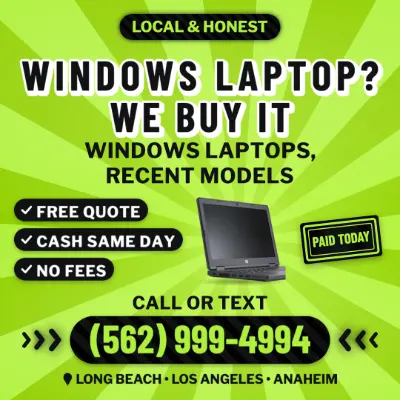 LOCAL & HONEST
WINDOWS LAPTOP?
WE BUY IT
WINDOWS LAPTOPS,
RECENT MODELS
FREE QUOTE
CASH SAME DAY
NO FEES
PAID TODAY
CALL OR TEXT
(562) 999-4994
LONG BEACH • LOS ANGELES • ANAHEIM